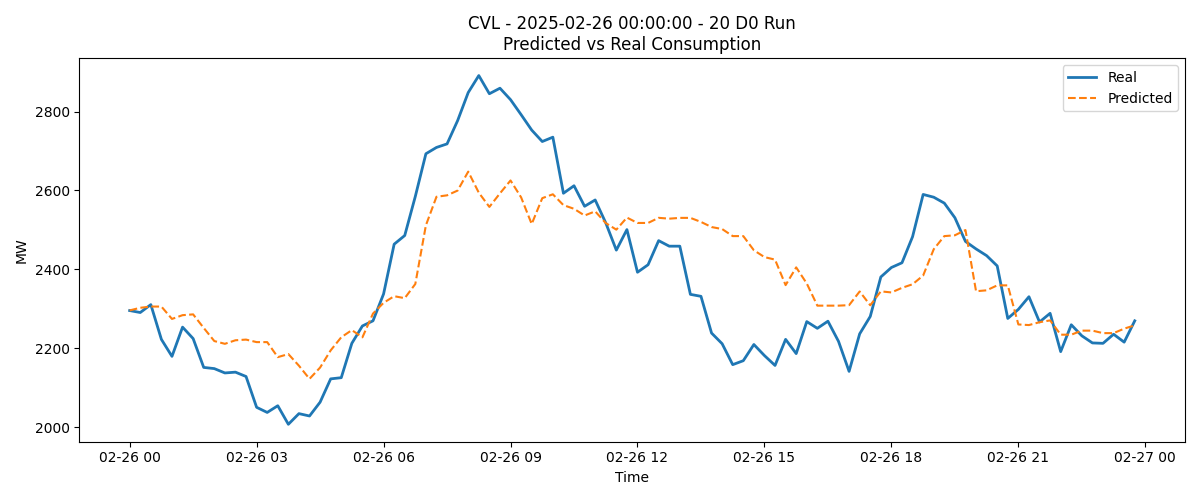 CVL - 2025-02-26 00:00:00 - 20 D0 Run
Predicted vs Real Consumption
Real
Predicted
MW
2800
2600
2400
2200
2000
02-26 00
02-26 03
02-26 06
02-26 09
02-26 12
02-26 15
02-26 18
02-26 21
02-27 00
Time